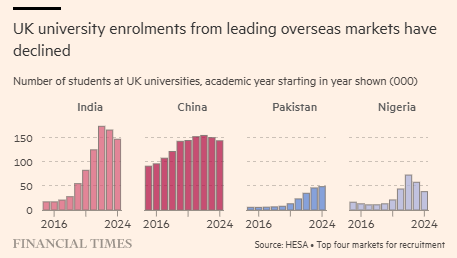 UK university enrolments from leading overseas markets have
declined
Number of students at UK universities, academic year starting in year shown (000)
India China Pakistan Nigeria
150
100
50
0
2016 2024 2016 2024 2016 2024 2016 2024
FINANCIAL TIMES Source: HESA • Top four markets for recruitment